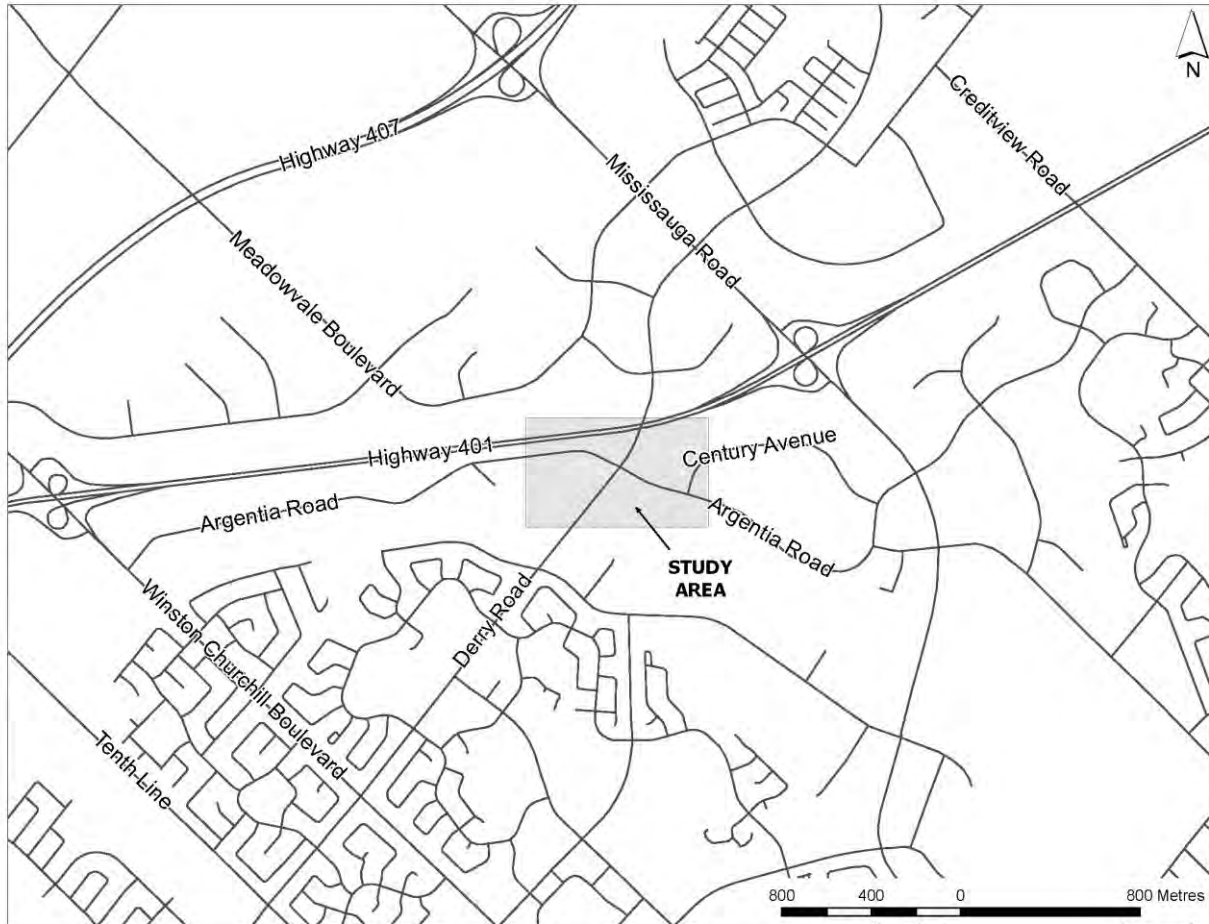 N
Creditview Road
Highway 407
Mississauga Road
Meadowvale Boulevard
Highway 401
Century Avenue
Argentia Road
Argentia Road
STUDY
AREA
Winston Churchill Boulevard
Derry Road
Tenth Line
800 400 0 800 Metres